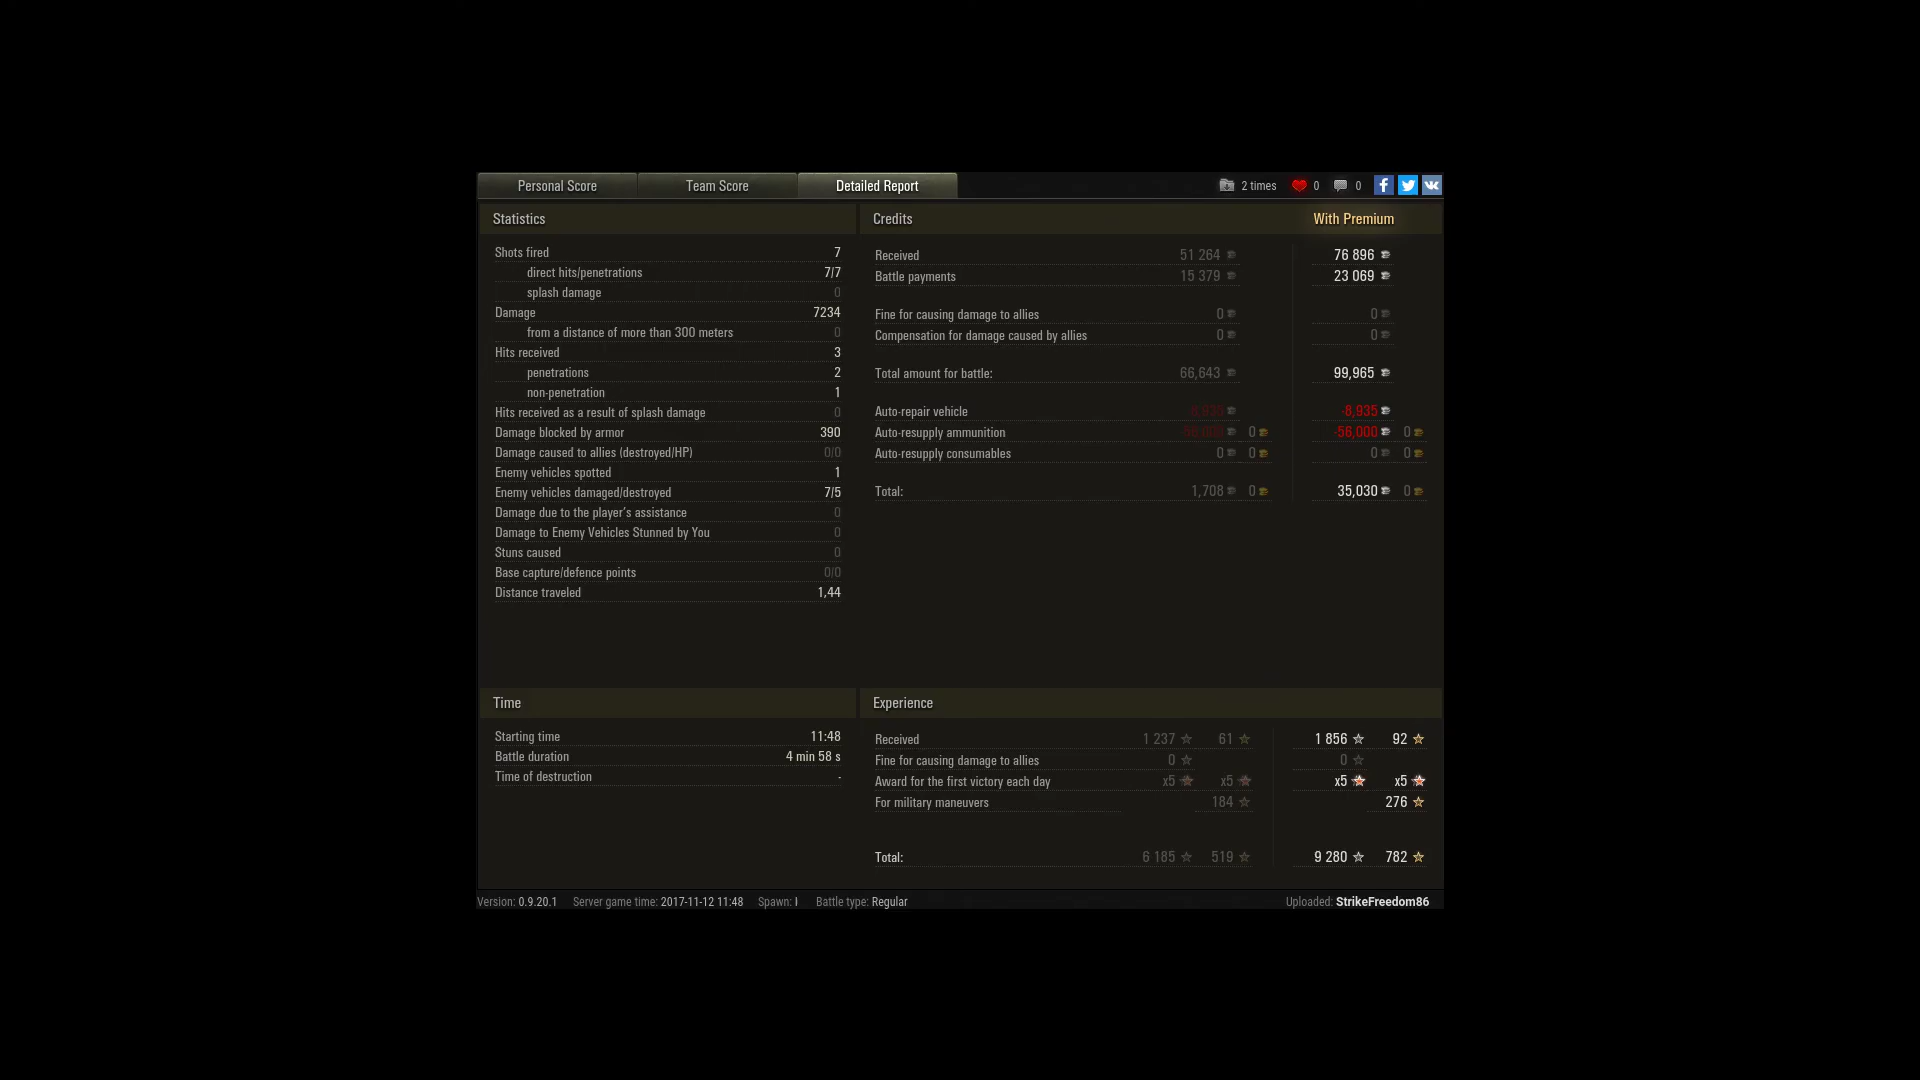 Personal Score Team Score Detailed Report 2 times 0 0
Statistics
Shots fired 7
direct hits/penetrations 7/7
splash damage 0
Damage 7234
from a distance of more than 300 meters 0
Hits received 3
penetrations 2
non-penetration 1
Hits received as a result of splash damage 0
Damage blocked by armor 390
Damage caused to allies (destroyed/HP) 0/0
Enemy vehicles spotted 1
Enemy vehicles damaged/destroyed 7/5
Damage due to the player's assistance 0
Damage to Enemy Vehicles Stunned by You 0
Stuns caused 0
Base capture/defence points 0/0
Distance traveled 1,44
Credits With Premium
Received 51 264 76 896
Battle payments 15 379 23 069
Fine for causing damage to allies 0 0
Compensation for damage caused by allies 0 0
Total amount for battle: 66,643 99,965
Auto-repair vehicle -8,935 -8,935
Auto-resupply ammunition -56,000 0 -56,000 0
Auto-resupply consumables 0 0 0 0
Total: 1,708 0 35,030 0
Time
Starting time 11:48
Battle duration 4 min 58 s
Time of destruction -
Experience
Received 1 237 61 1 856 92
Fine for causing damage to allies 0 0
Award for the first victory each day x5 x5 x5 x5
For military maneuvers 184 276
Total: 6 185 519 9 280 782
Version: 0.9.20.1 Server game time: 2017-11-12 11:48 Spawn: I Battle type: Regular Uploaded: StrikeFreedom86